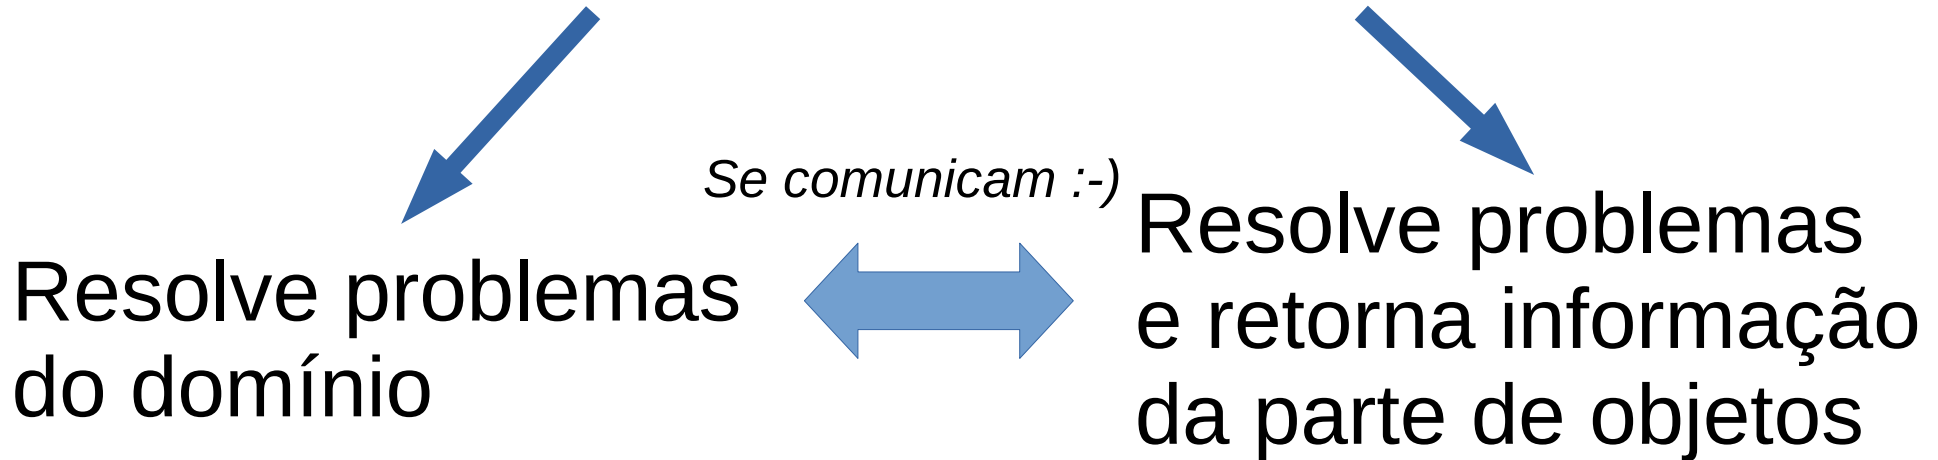 Se comunicam :-)
Resolve problemas
do domínio
Resolve problemas
e retorna informação
da parte de objetos